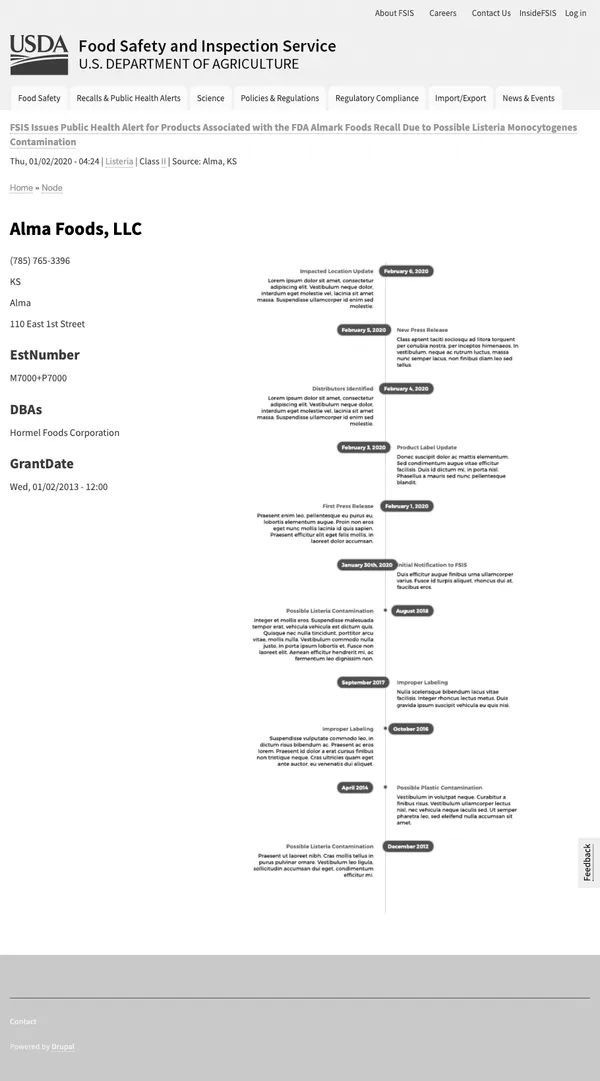 About FSIS Careers Contact Us InsideFSIS Log in
USDA
Food Safety and Inspection Service
U.S. DEPARTMENT OF AGRICULTURE
Food Safety Recalls & Public Health Alerts Science Policies & Regulations Regulatory Compliance Import/Export News & Events
FSIS Issues Public Health Alert for Products Associated with the FDA Almark Foods Recall Due to Possible Listeria Monocytogenes
Contamination
Thu, 01/02/2020 - 04:24 | Listeria | Class II | Source: Alma, KS
Home » Node
Alma Foods, LLC
(785) 765-3396
KS
Alma
110 East 1st Street
EstNumber
M7000+P7000
DBAs
Hormel Foods Corporation
GrantDate
Wed, 01/02/2013 - 12:00
Impacted Location Update February 6, 2020
Lorem ipsum dolor sit amet, consectetur
adipiscing elit. Vestibulum neque dolor,
interdum eget molestie vel, lacinia sit amet
massa. Suspendisse ullamcorper id enim sed
molestie.
February 5, 2020 New Press Release
Class aptent taciti sociosqu ad litora torquent
per conubia nostra, per inceptos himenaeos. In
vestibulum, neque ac rutrum luctus, massa
nunc semper lacus, non finibus diam leo sed
tellus.
Distributors Identified February 4, 2020
Lorem ipsum dolor sit amet, consectetur
adipiscing elit. Vestibulum neque dolor,
interdum eget molestie vel, lacinia sit amet
massa. Suspendisse ullamcorper id enim sed
molestie.
February 3, 2020 Product Label Update
Donec suscipit dolor ac mattis elementum.
Sed condimentum augue vitae efficitur
facilisis. Duis id dictum mi, in porta nisl.
Phasellus a mauris sed nunc pellentesque
blandit.
First Press Release February 1, 2020
Praesent enim leo, pellentesque eu purus eu,
lobortis elementum augue. Proin non eros
eget nunc mollis lacinia id quis sapien.
Praesent efficitur elit eget felis mollis, in
laoreet dolor accumsan.
January 30th, 2020 Initial Notification to FSIS
Duis efficitur augue finibus urna ullamcorper
varius. Fusce id turpis aliquet, rhoncus dui at,
faucibus eros.
Possible Listeria Contamination August 2018
Integer et mollis eros. Suspendisse malesuada
tempor erat, vehicula vehicula est dictum quis.
Quisque nec nulla tincidunt, porttitor arcu
vitae, mollis nulla. Vestibulum commodo nulla
justo, in porta ipsum lobortis et. Fusce non
laoreet elit. Aenean efficitur hendrerit mi, ac
fermentum leo dignissim non.
September 2017 Improper Labeling
Nulla scelerisque bibendum lacus vitae
facilisis. Integer rhoncus lectus metus. Duis
gravida ipsum suscipit vehicula eu quis nisi.
Improper Labeling October 2016
Suspendisse vulputate commodo leo, in
dictum risus bibendum ac. Praesent ac eros
lorem. Praesent id dolor a erat cursus finibus
non tristique neque. Cras ultricies quam eget
ante auctor, eu venenatis dui aliquet.
April 2014 Possible Plastic Contamination
Vestibulum in volutpat neque. Curabitur a
finibus risus. Vestibulum ullamcorper lectus
nisl, nec vehicula neque iaculis sed. Ut semper
pharetra leo, sed eleifend nulla accumsan sit
amet.
Possible Listeria Contamination December 2012
Praesent ut laoreet nibh. Cras mollis tellus in
purus pulvinar ornare. Vestibulum leo ligula,
sollicitudin accumsan dui eget, condimentum
efficitur mi.
Feedback
Contact
Powered by Drupal